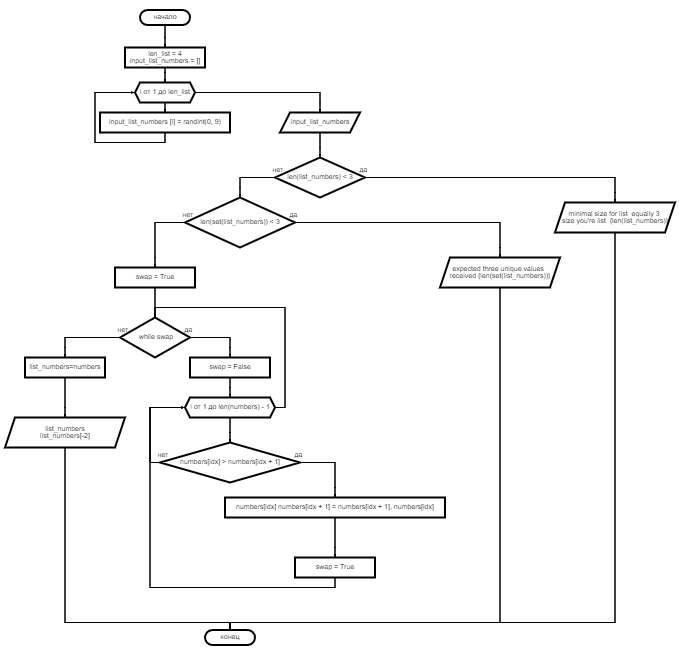 начало
len_list = 4
input_list_numbers = []
i от 1 до len_list
input_list_numbers [i] = randint(0, 9)
input_list_numbers
нет
len(list_numbers) < 3
да
нет
len(set(list_numbers)) < 3
да
minimal size for list equally 3
size you're list {len(list_numbers)}
swap = True
expected three unique values
received {len(set(list_numbers))}
нет
while swap
да
list_numbers=numbers
swap = False
i от 1 до len(numbers) - 1
list_numbers
list_numbers[-2]
нет
numbers[idx] > numbers[idx + 1]
да
numbers[idx] numbers[idx + 1] = numbers[idx + 1], numbers[idx]
swap = True
конец